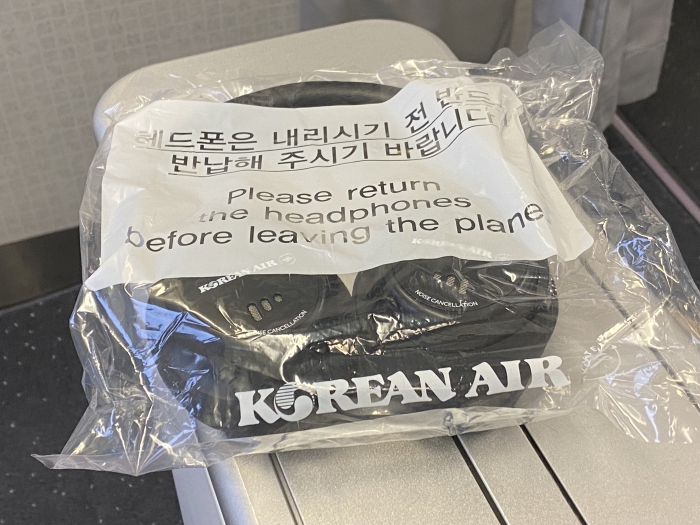 헤드폰은 내리시기 전 반드시
반납해 주시기 바랍니다.
Please return
the headphones
before leaving the plane.
KOREAN AIR
KOREAN AIR
NOISE CANCELLATION
NOISE CANCELLATION
KOREAN AIR